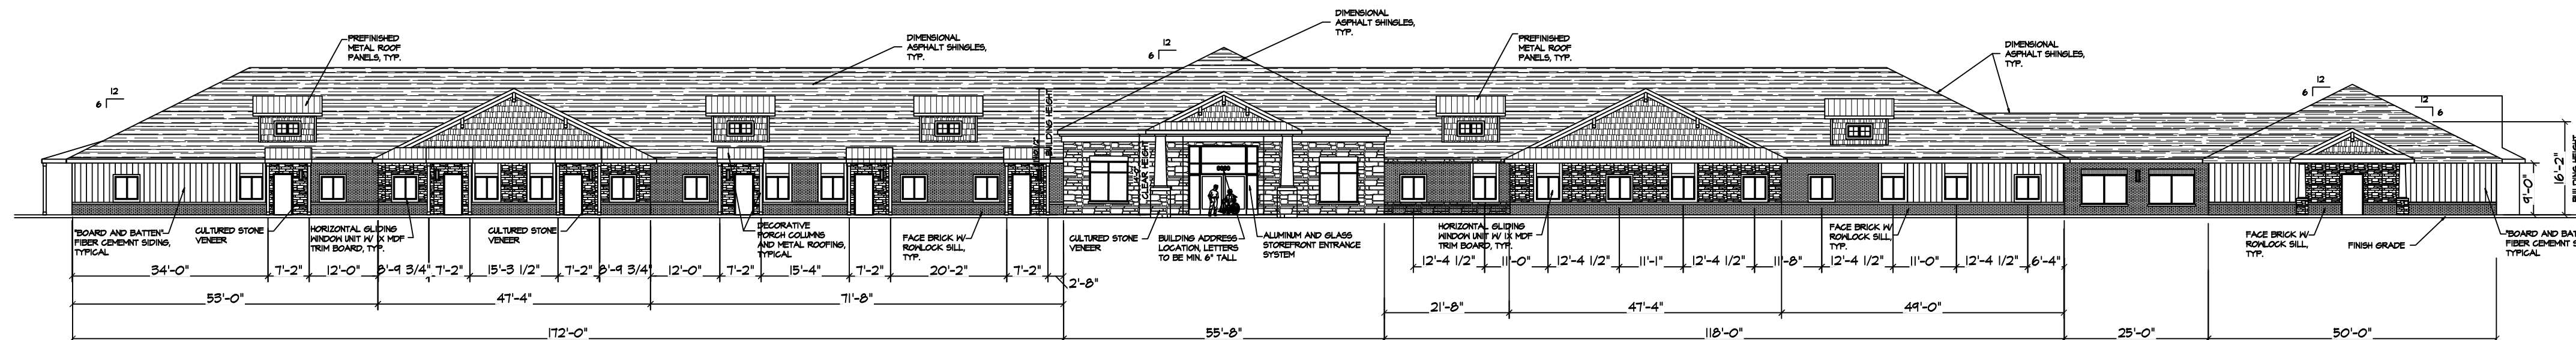 PREFINISHED
METAL ROOF
PANELS, TYP.
DIMENSIONAL
ASPHALT SHINGLES,
TYP.
12
6
DIMENSIONAL
ASPHALT SHINGLES,
TYP.
PREFINISHED
METAL ROOF
PANELS, TYP.
DIMENSIONAL
ASPHALT SHINGLES,
TYP.
12
6
12
6
12
6
BUILDING HEIGHT
CLEAR HEIGHT
9'-0"
16'-2"
BUILDING HEIGHT
"BOARD AND BATTEN"
FIBER CEMEMNT SIDING,
TYPICAL
CULTURED STONE
VENEER
HORIZONTAL GLIDING
WINDOW UNIT W/ 1X MDF
TRIM BOARD, TYP.
CULTURED STONE
VENEER
DECORATIVE
PORCH COLUMNS
AND METAL ROOFING,
TYPICAL
FACE BRICK W/
ROWLOCK SILL,
TYP.
CULTURED STONE
VENEER
BUILDING ADDRESS
LOCATION, LETTERS
TO BE MIN. 6" TALL
ALUMINUM AND GLASS
STOREFRONT ENTRANCE
SYSTEM
HORIZONTAL GLIDING
WINDOW UNIT W/ 1X MDF
TRIM BOARD, TYP.
FACE BRICK W/
ROWLOCK SILL,
TYP.
FACE BRICK W/
ROWLOCK SILL,
TYP.
FINISH GRADE
"BOARD AND BAT
FIBER CEMEMNT S
TYPICAL
34'-0" 7'-2" 12'-0" 8'-9 3/4" 7'-2" 15'-3 1/2" 7'-2" 8'-9 3/4" 12'-0" 7'-2" 15'-4" 7'-2" 20'-2" 7'-2" 2'-8"
12'-4 1/2" 11'-0" 12'-4 1/2" 11'-1" 12'-4 1/2" 11'-8" 12'-4 1/2" 11'-0" 12'-4 1/2" 6'-4"
53'-0" 47'-4" 71'-8" 21'-8" 47'-4" 49'-0"
172'-0" 55'-8" 118'-0" 25'-0" 50'-0"